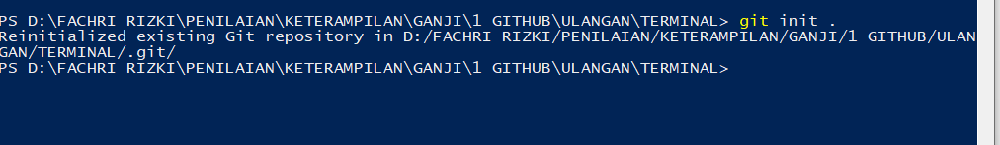 PS D:\FACHRI RIZKI\PENILAIAN\KETERAMPILAN\GANJI\1 GITHUB\ULANGAN\TERMINAL> git init .
Reinitialized existing Git repository in D:/FACHRI RIZKI/PENILAIAN/KETERAMPILAN/GANJI/1 GITHUB/ULAN
GAN/TERMINAL/.git/
PS D:\FACHRI RIZKI\PENILAIAN\KETERAMPILAN\GANJI\1 GITHUB\ULANGAN\TERMINAL>